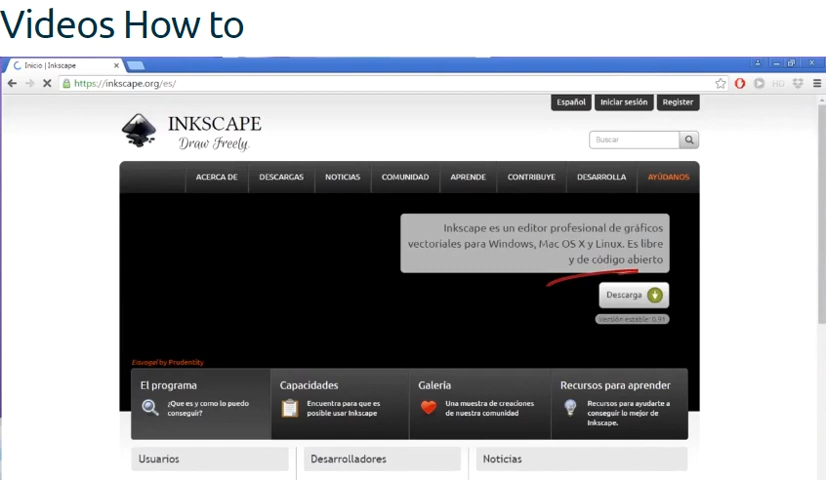 Videos How to
Inicio | Inkscape
https://inkscape.org/es/
HD
Español Iniciar sesión Register
INKSCAPE
Draw Freely.
Buscar
ACERCA DE DESCARGAS NOTICIAS COMUNIDAD APRENDE CONTRIBUYE DESARROLLA AYÚDANOS
Inkscape es un editor profesional de gráficos
vectoriales para Windows, Mac OS X y Linux. Es libre
y de código abierto
Descarga
Versión estable: 0.91
by Prudentity
El programa
¿Que es y como lo puedo
conseguir?
Capacidades
Encuentra para que es
posible usar Inkscape
Galería
Una muestra de creaciones
de nuestra comunidad
Recursos para aprender
Recursos para ayudarte a
conseguir lo mejor de
Inkscape.
Usuarios
Desarrolladores
Noticias